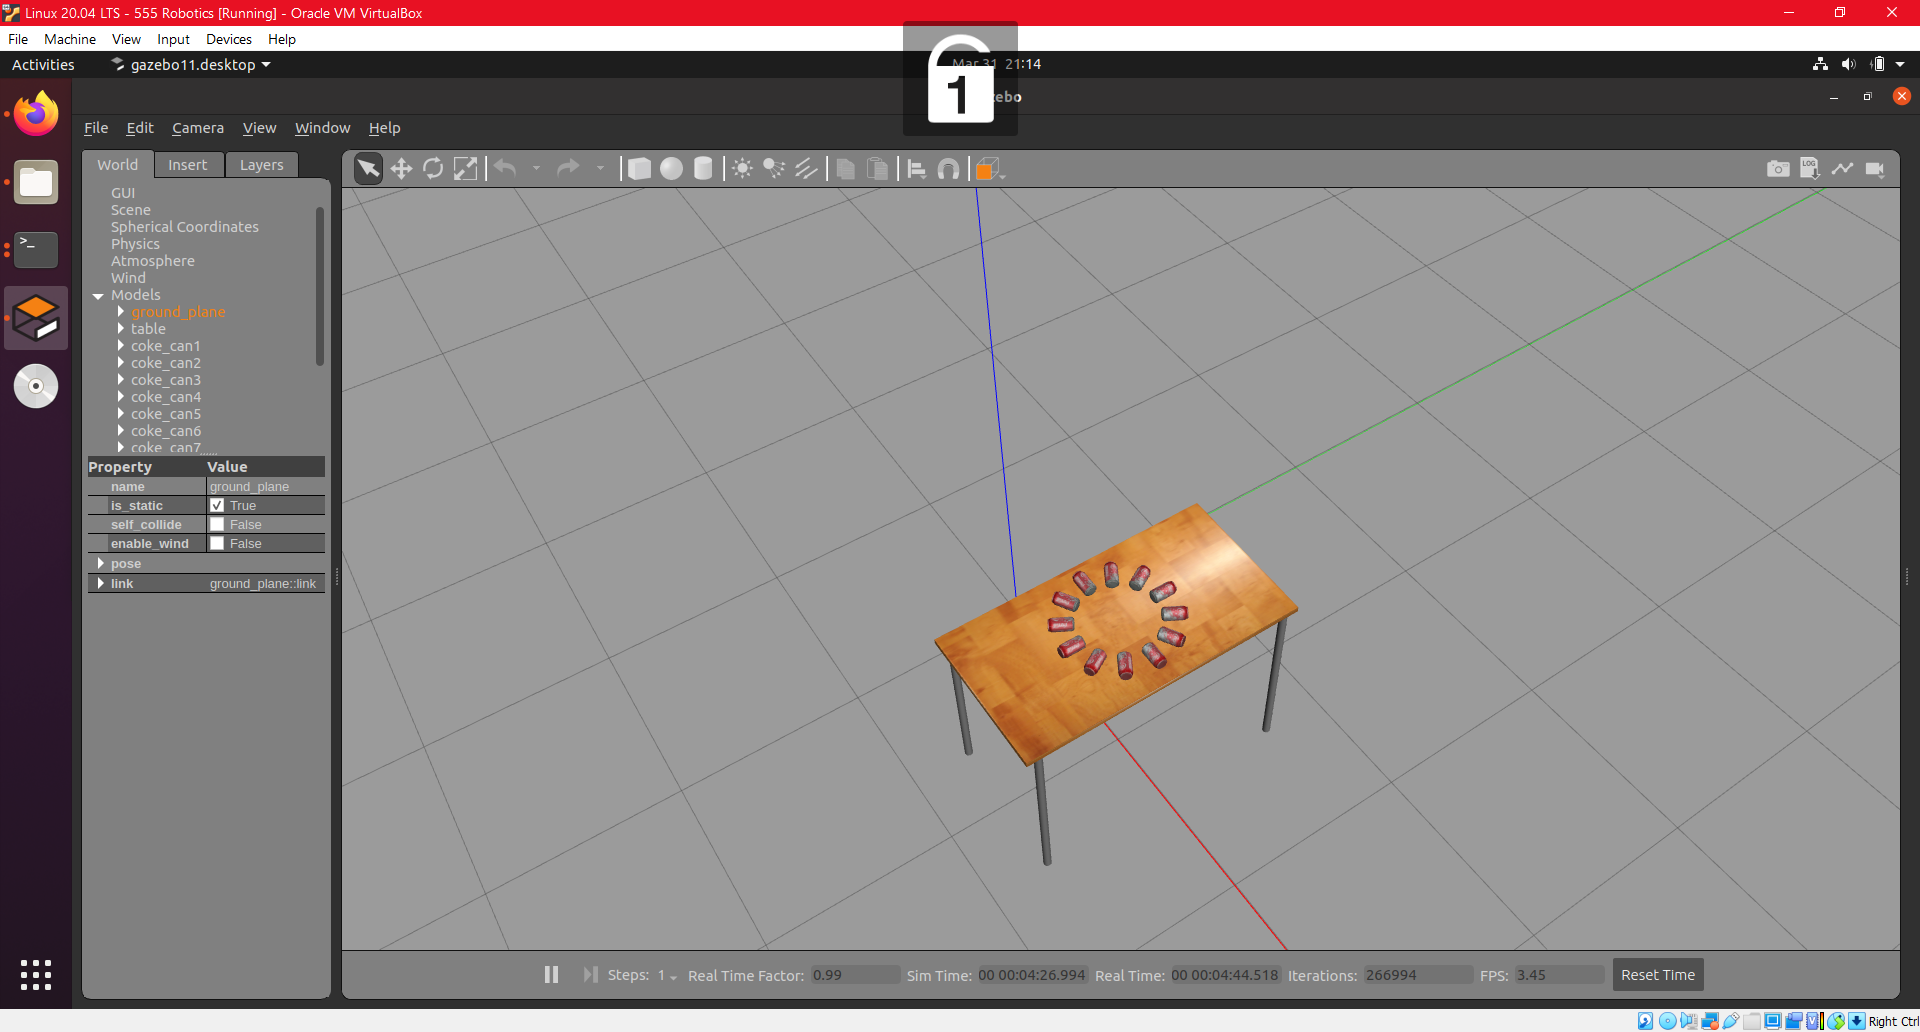 Linux 20.04 LTS - 555 Robotics [Running] - Oracle VM VirtualBox
File Machine View Input Devices Help
Activities gazebo11.desktop Mar 31 21:14
1
zebo
File Edit Camera View Window Help
World Insert Layers
LOG
GUI
Scene
Spherical Coordinates
Physics
Atmosphere
Wind
Models
ground_plane
table
coke_can1
coke_can2
coke_can3
coke_can4
coke_can5
coke_can6
coke_can7
Property Value
name ground_plane
is_static True
self_collide False
enable_wind False
pose
link ground_plane::link
Steps: 1 Real Time Factor: 0.99 Sim Time: 00 00:04:26.994 Real Time: 00 00:04:44.518 Iterations: 266994 FPS: 3.45 Reset Time
Right Ctrl